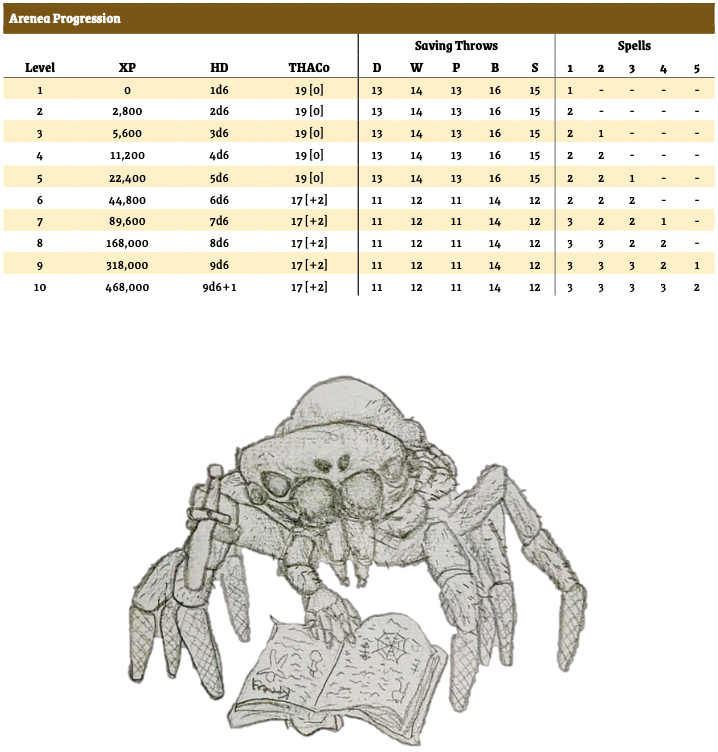 Arenea Progression
Saving Throws Spells
Level XP HD THAC0 D W P B S 1 2 3 4 5
1 0 1d6 19 [0] 13 14 13 16 15 1 - - - -
2 2,800 2d6 19 [0] 13 14 13 16 15 2 - - - -
3 5,600 3d6 19 [0] 13 14 13 16 15 2 1 - - -
4 11,200 4d6 19 [0] 13 14 13 16 15 2 2 - - -
5 22,400 5d6 19 [0] 13 14 13 16 15 2 2 1 - -
6 44,800 6d6 17 [+2] 11 12 11 14 12 2 2 2 - -
7 89,600 7d6 17 [+2] 11 12 11 14 12 3 2 2 1 -
8 168,000 8d6 17 [+2] 11 12 11 14 12 3 3 2 2 -
9 318,000 9d6 17 [+2] 11 12 11 14 12 3 3 3 2 1
10 468,000 9d6+1 17 [+2] 11 12 11 14 12 3 3 3 3 2